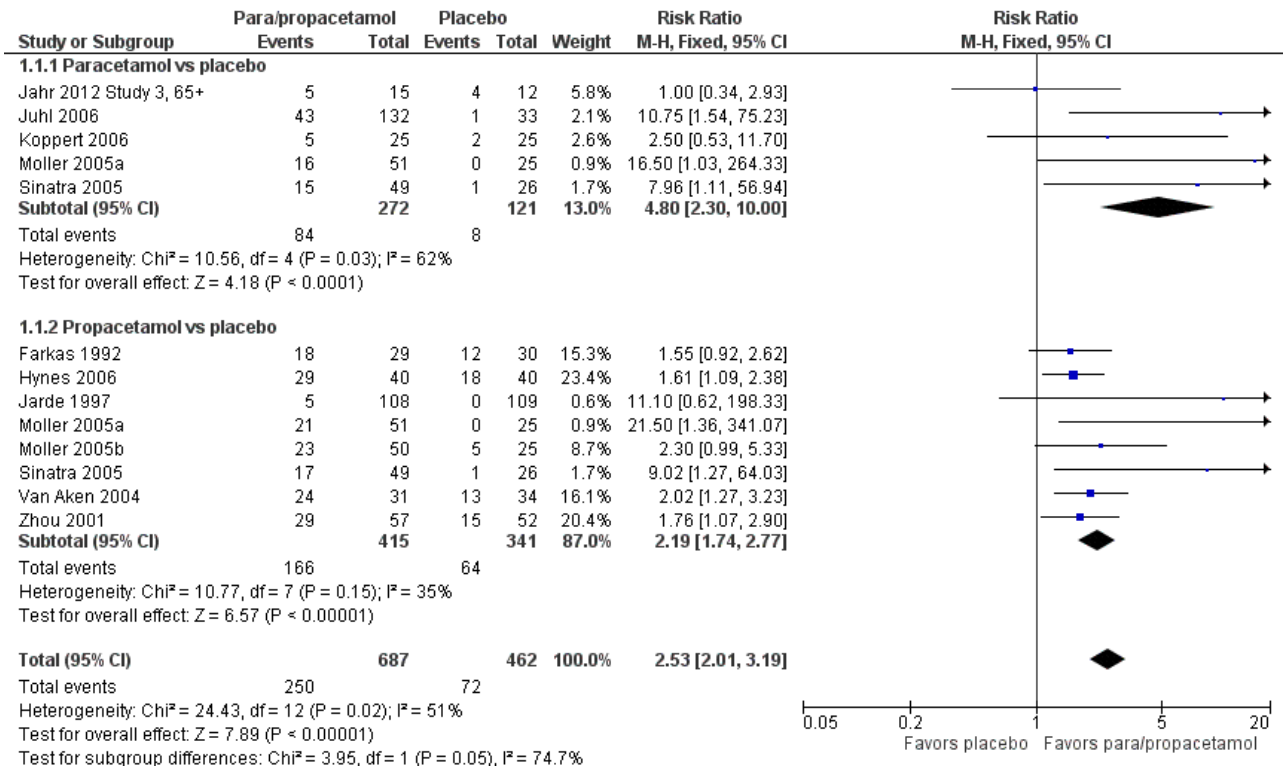 Para/propacetamol Placebo Risk Ratio Risk Ratio
Study or Subgroup Events Total Events Total Weight M-H, Fixed, 95% CI M-H, Fixed, 95% CI
1.1.1 Paracetamol vs placebo
Jahr 2012 Study 3, 65+ 5 15 4 12 5.8% 1.00 [0.34, 2.93]
Juhl 2006 43 132 1 33 2.1% 10.75 [1.54, 75.23]
Koppert 2006 5 25 2 25 2.6% 2.50 [0.53, 11.70]
Moller 2005a 16 51 0 25 0.9% 16.50 [1.03, 264.33]
Sinatra 2005 15 49 1 26 1.7% 7.96 [1.11, 56.94]
Subtotal (95% CI) 272 121 13.0% 4.80 [2.30, 10.00]
Total events 84 8
Heterogeneity: Chi² = 10.56, df = 4 (P = 0.03); I² = 62%
Test for overall effect: Z = 4.18 (P < 0.0001)
1.1.2 Propacetamol vs placebo
Farkas 1992 18 29 12 30 15.3% 1.55 [0.92, 2.62]
Hynes 2006 29 40 18 40 23.4% 1.61 [1.09, 2.38]
Jarde 1997 5 108 0 109 0.6% 11.10 [0.62, 198.33]
Moller 2005a 21 51 0 25 0.9% 21.50 [1.36, 341.07]
Moller 2005b 23 50 5 25 8.7% 2.30 [0.99, 5.33]
Sinatra 2005 17 49 1 26 1.7% 9.02 [1.27, 64.03]
Van Aken 2004 24 31 13 34 16.1% 2.02 [1.27, 3.23]
Zhou 2001 29 57 15 52 20.4% 1.76 [1.07, 2.90]
Subtotal (95% CI) 415 341 87.0% 2.19 [1.74, 2.77]
Total events 166 64
Heterogeneity: Chi² = 10.77, df = 7 (P = 0.15); I² = 35%
Test for overall effect: Z = 6.57 (P < 0.00001)
Total (95% CI) 687 462 100.0% 2.53 [2.01, 3.19]
Total events 250 72
Heterogeneity: Chi² = 24.43, df = 12 (P = 0.02); I² = 51%
Test for overall effect: Z = 7.89 (P < 0.00001)
Test for subgroup differences: Chi² = 3.95, df = 1 (P = 0.05), I² = 74.7%
0.05 0.2 1 5 20
Favors placebo Favors para/propacetamol